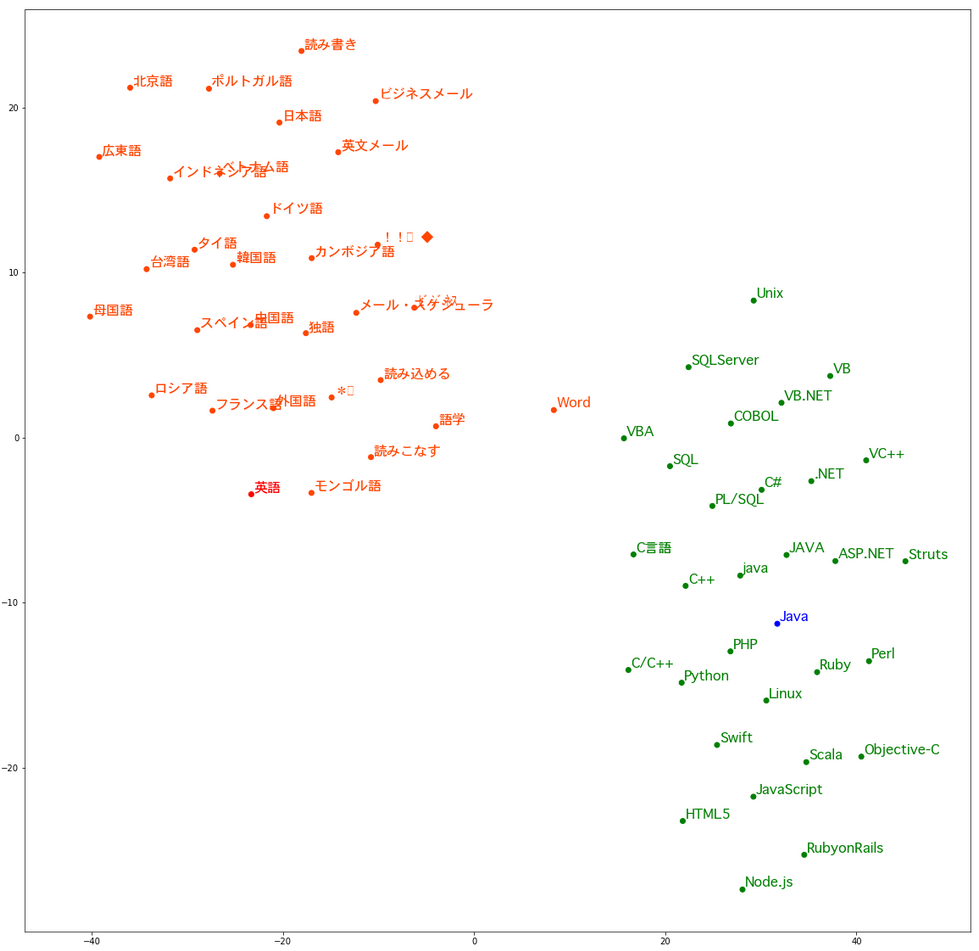 読み書き
北京語
ポルトガル語
ビジネスメール
20
日本語
英文メール
広東語
インドネシア語
ベトナム語
ドイツ語
！！ ◆
タイ語
韓国語
カンボジア語
台湾語
10
Unix
母国語
スペイン語
中国語
独語
メール・スケジューラ
SQLServer
VB
読み込める
ロシア語
フランス語
外国語
VB.NET
Word
COBOL
語学
0
VBA
読みこなす
SQL
VC++
.NET
英語
モンゴル語
C#
PL/SQL
C言語
JAVA
ASP.NET
Struts
java
C++
-10
Java
PHP
C/C++
Python
Ruby
Perl
Linux
Swift
Scala
Objective-C
-20
JavaScript
HTML5
RubyonRails
Node.js
-40
-20
0
20
40